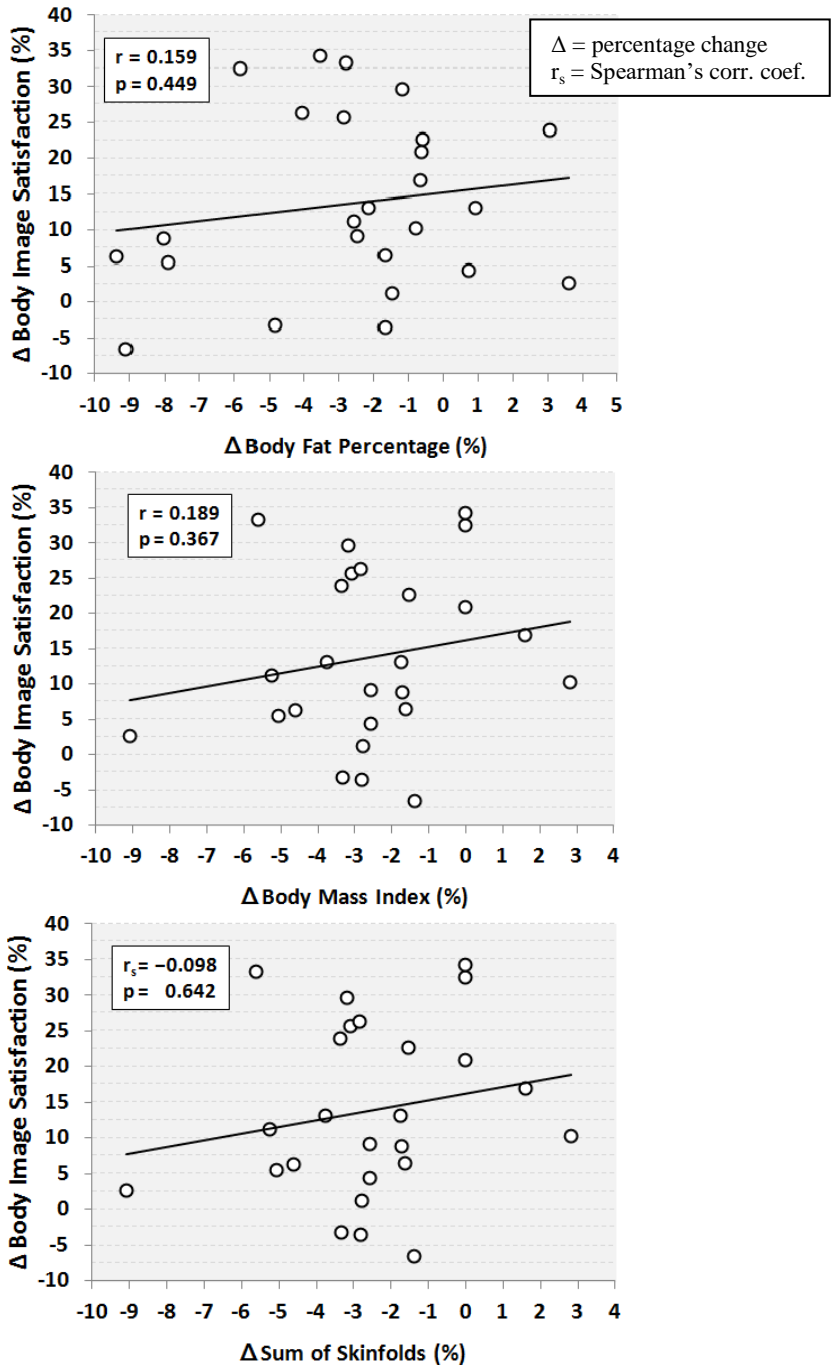 Δ = percentage change
rs = Spearman's corr. coef.
r = 0.159
p = 0.449
Δ Body Image Satisfaction (%)
40
35
30
25
20
15
10
5
0
-5
-10
-10 -9 -8 -7 -6 -5 -4 -3 -2 -1 0 1 2 3 4 5
Δ Body Fat Percentage (%)
r = 0.189
p = 0.367
Δ Body Image Satisfaction (%)
40
35
30
25
20
15
10
5
0
-5
-10
-10 -9 -8 -7 -6 -5 -4 -3 -2 -1 0 1 2 3 4
Δ Body Mass Index (%)
rs = −0.098
p = 0.642
Δ Body Image Satisfaction (%)
40
35
30
25
20
15
10
5
0
-5
-10
-10 -9 -8 -7 -6 -5 -4 -3 -2 -1 0 1 2 3 4
Δ Sum of Skinfolds (%)